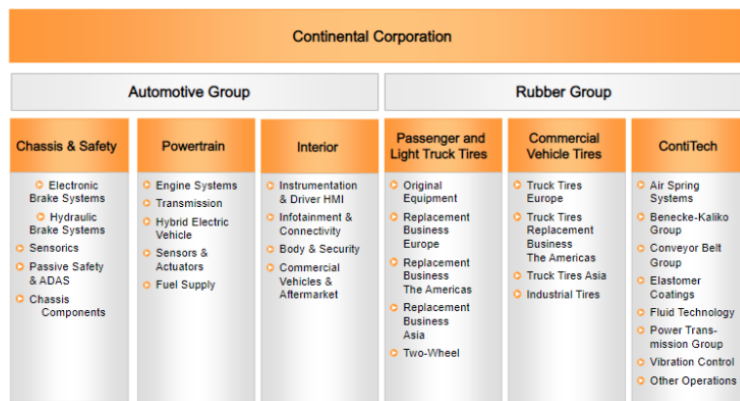 Continental Corporation
Automotive Group
Rubber Group
Chassis & Safety
Electronic
Brake Systems
Hydraulic
Brake Systems
Sensorics
Passive Safety
& ADAS
Chassis
Components
Powertrain
Engine Systems
Transmission
Hybrid Electric
Vehicle
Sensors &
Actuators
Fuel Supply
Interior
Instrumentation
& Driver HMI
Infotainment &
Connectivity
Body & Security
Commercial
Vehicles &
Aftermarket
Passenger and
Light Truck Tires
Original
Equipment
Replacement
Business
Europe
Replacement
Business
The Americas
Replacement
Business
Asia
Two-Wheel
Commercial
Vehicle Tires
Truck Tires
Europe
Truck Tires
Replacement
Business
The Americas
Truck Tires Asia
Industrial Tires
ContiTech
Air Spring
Systems
Benecke-Kaliko
Group
Conveyor Belt
Group
Elastomer
Coatings
Fluid Technology
Power Trans-
mission Group
Vibration Control
Other Operations